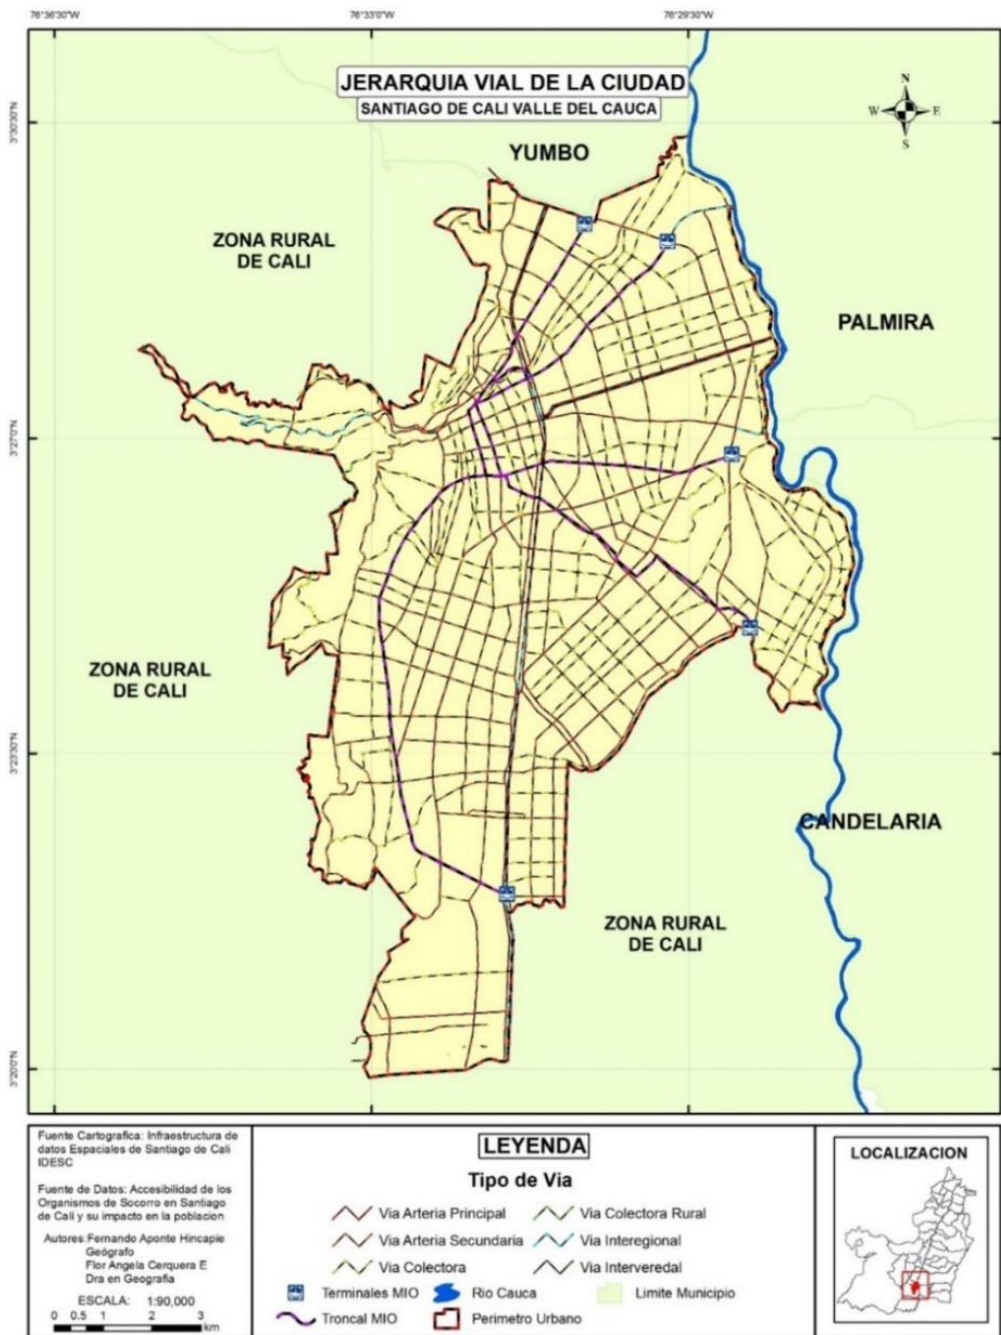 76°36'30"W 76°33'0"W 76°29'30"W
JERARQUIA VIAL DE LA CIUDAD
SANTIAGO DE CALI VALLE DEL CAUCA
N
W E
S
3°30'30"N
YUMBO
ZONA RURAL
DE CALI
PALMIRA
3°27'0"N
ZONA RURAL
DE CALI
3°23'30"N
CANDELARIA
ZONA RURAL
DE CALI
3°20'0"N
Fuente Cartografica: Infraestructura de
datos Espaciales de Santiago de Cali
IDESC
Fuente de Datos: Accesibilidad de los
Organismos de Socorro en Santiago
de Cali y su impacto en la poblacion
Autores:Fernando Aponte Hincapie
Geógrafo
Flor Angela Cerquera E
Dra en Geografia
ESCALA: 1:90,000
0 0.5 1 2 3
km
LEYENDA
Tipo de Via
Via Arteria Principal Via Colectora Rural
Via Arteria Secundaria Via Interegional
Via Colectora Via Interveredal
Terminales MIO Rio Cauca Limite Municipio
Troncal MIO Perimetro Urbano
LOCALIZACION